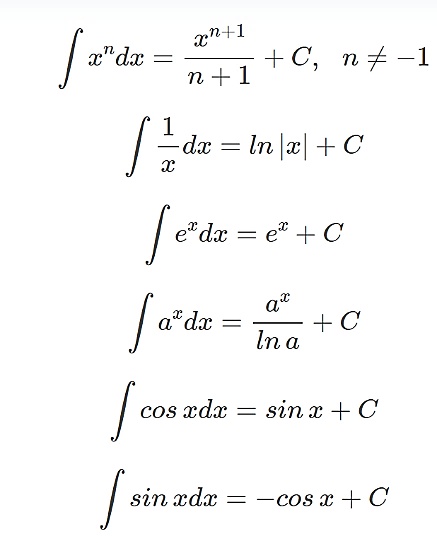 ∫ xⁿdx = xⁿ⁺¹/(n + 1) + C, n ≠ −1
∫ 1/x dx = ln |x| + C
∫ eˣdx = eˣ + C
∫ aˣdx = aˣ/ln a + C
∫ cos xdx = sin x + C
∫ sin xdx = −cos x + C